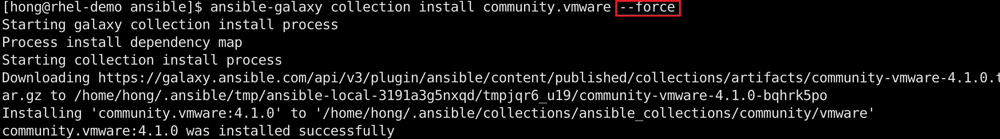 [hong@rhel-demo ansible]$ ansible-galaxy collection install community.vmware --force
Starting galaxy collection install process
Process install dependency map
Starting collection install process
Downloading https://galaxy.ansible.com/api/v3/plugin/ansible/content/published/collections/artifacts/community-vmware-4.1.0.t
ar.gz to /home/hong/.ansible/tmp/ansible-local-3191a3g5nxqd/tmpjqr6_u19/community-vmware-4.1.0-bqhrk5po
Installing 'community.vmware:4.1.0' to '/home/hong/.ansible/collections/ansible_collections/community/vmware'
community.vmware:4.1.0 was installed successfully